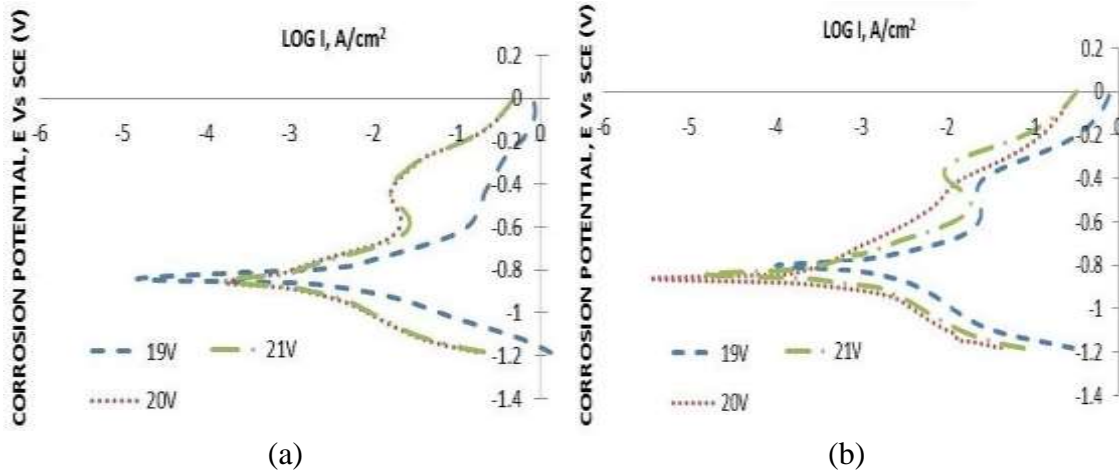 CORROSION POTENTIAL, E Vs SCE (V)
LOG I, A/cm²
0.2
0
-6 -5 -4 -3 -2 -1 0
-0.2
-0.4
-0.6
-0.8
-1
-1.2
-1.4
19V 21V
20V
(a)
CORROSION POTENTIAL, E Vs SCE (V)
LOG I, A/cm²
0.2
0
-6 -5 -4 -3 -2 -1 0
-0.2
-0.4
-0.6
-0.8
-1
-1.2
-1.4
19V 21V
20V
(b)